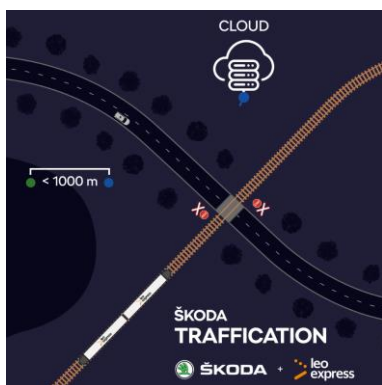 CLOUD
< 1000 m
ŠKODA
TRAFFICATION
ŠKODA + leo express